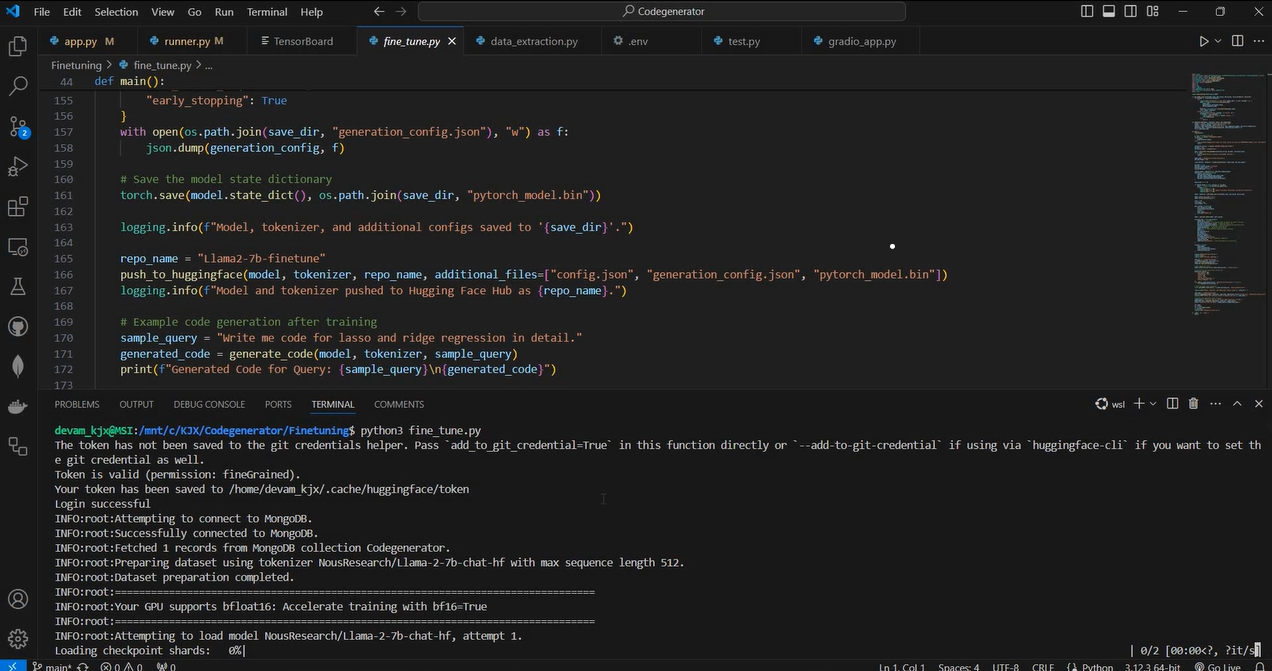 File Edit Selection View Go Run Terminal Help Codegenerator
app.py M runner.py M TensorBoard fine_tune.py data_extraction.py .env test.py gradio_app.py
Finetuning > fine_tune.py > ...
44 def main():
155 "early_stopping": True
156 }
157 with open(os.path.join(save_dir, "generation_config.json"), "w") as f:
158 json.dump(generation_config, f)
159
160 # Save the model state dictionary
161 torch.save(model.state_dict(), os.path.join(save_dir, "pytorch_model.bin"))
162
163 logging.info(f"Model, tokenizer, and additional configs saved to '{save_dir}'.")
164
165 repo_name = "Llama2-7b-finetune"
166 push_to_huggingface(model, tokenizer, repo_name, additional_files=["config.json", "generation_config.json", "pytorch_model.bin"])
167 logging.info(f"Model and tokenizer pushed to Hugging Face Hub as {repo_name}.")
168
169 # Example code generation after training
170 sample_query = "Write me code for lasso and ridge regression in detail."
171 generated_code = generate_code(model, tokenizer, sample_query)
172 print(f"Generated Code for Query: {sample_query}\n{generated_code}")
173
2
PROBLEMS OUTPUT DEBUG CONSOLE PORTS TERMINAL COMMENTS wsl
devam_kjx@MSI:/mnt/c/KJX/Codegenerator/Finetuning$ python3 fine_tune.py
The token has not been saved to the git credentials helper. Pass `add_to_git_credential=True` in this function directly or `--add-to-git-credential` if using via `huggingface-cli` if you want to set th
e git credential as well.
Token is valid (permission: fineGrained).
Your token has been saved to /home/devam_kjx/.cache/huggingface/token
Login successful
INFO:root:Attempting to connect to MongoDB.
INFO:root:Successfully connected to MongoDB.
INFO:root:Fetched 1 records from MongoDB collection Codegenerator.
INFO:root:Preparing dataset using tokenizer NousResearch/Llama-2-7b-chat-hf with max sequence length 512.
INFO:root:Dataset preparation completed.
INFO:root:================================================================================
INFO:root:Your GPU supports bfloat16: Accelerate training with bf16=True
INFO:root:================================================================================
INFO:root:Attempting to load model NousResearch/Llama-2-7b-chat-hf, attempt 1.
Loading checkpoint shards: 0%| | 0/2 [00:00<?, ?it/s]
main* 0 0 0 Ln 1, Col 1 Spaces: 4 UTF-8 CRLF Python 3.12.3 64-bit Go Live